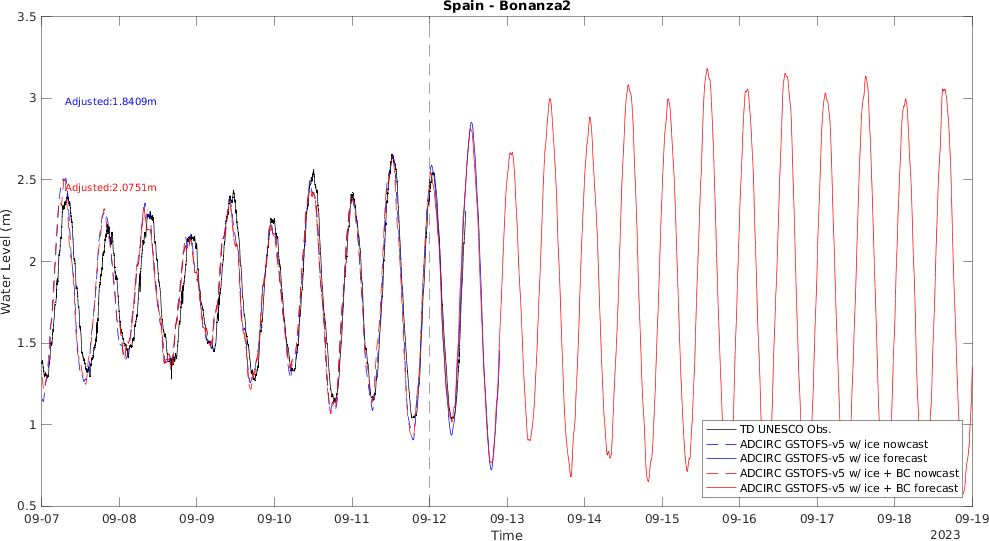 Spain - Bonanza2
3.5
3
2.5
2
1.5
1
0.5
Water Level (m)
Adjusted:1.8409m
Adjusted:2.0751m
TD UNESCO Obs.
ADCIRC GSTOFS-v5 w/ ice nowcast
ADCIRC GSTOFS-v5 w/ ice forecast
ADCIRC GSTOFS-v5 w/ ice + BC nowcast
ADCIRC GSTOFS-v5 w/ ice + BC forecast
09-07 09-08 09-09 09-10 09-11 09-12 09-13 09-14 09-15 09-16 09-17 09-18 09-19
Time
2023